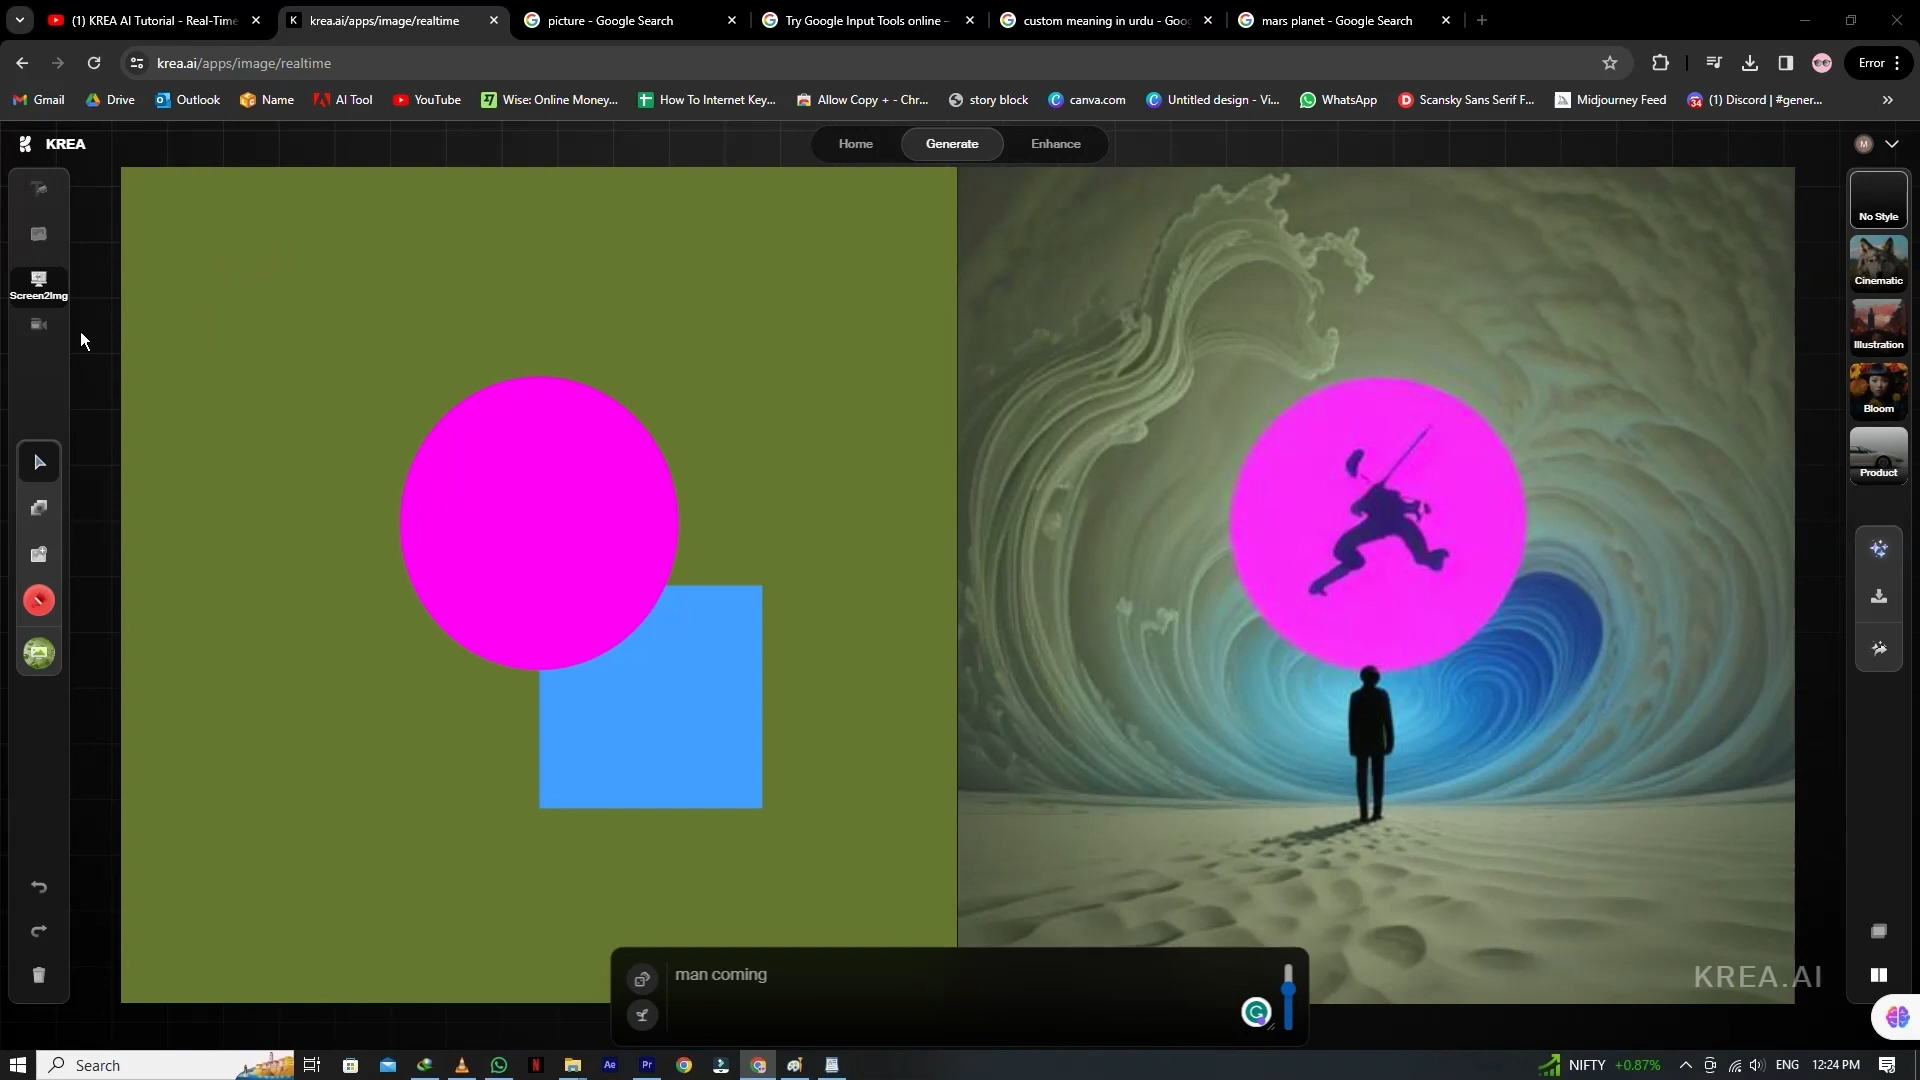 (1) KREA AI Tutorial - Real-Time
krea.ai/apps/image/realtime
picture - Google Search
Try Google Input Tools online –
custom meaning in urdu - Goog
mars planet - Google Search
krea.ai/apps/image/realtime
Error
Gmail
Drive
Outlook
Name
AI Tool
YouTube
Wise: Online Money...
How To Internet Key...
Allow Copy + - Chr...
story block
canva.com
Untitled design - Vi...
WhatsApp
Scansky Sans Serif F...
Midjourney Feed
34
(1) Discord | #gener...
KREA
Home
Generate
Enhance
M
No Style
Screen2Img
Cinematic
Illustration
Bloom
Product
man coming
KREA.AI
Search
Ae
Pr
NIFTY
+0.87%
ENG
12:24 PM